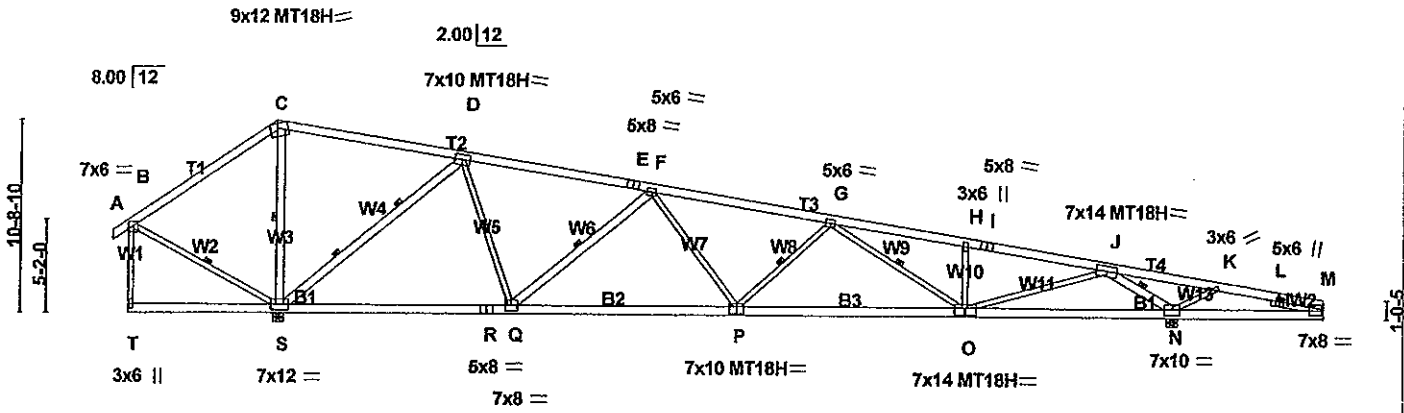 9x12 MT18H=
2.00 12
8.00 12
7x10 MT18H=
C
D
5x6 =
5x8 =
T2
7x6 =
B
T1
E F
5x6 =
5x8 =
A
T3
G
3x6 ||
10-8-10
W4
H I
7x14 MT18H=
5-2-0
W1
W2
W3
W5
W6
W7
W8
W9
J
T4
3x6 =
5x6 ||
K
L
M
W10
W11
B1
B2
B3
B1
W13
1-0-5
T
S
R Q
P
O
N
7x8 =
3x6 ||
7x12 =
5x8 =
7x10 MT18H=
7x14 MT18H=
7x10 =
7x8 =